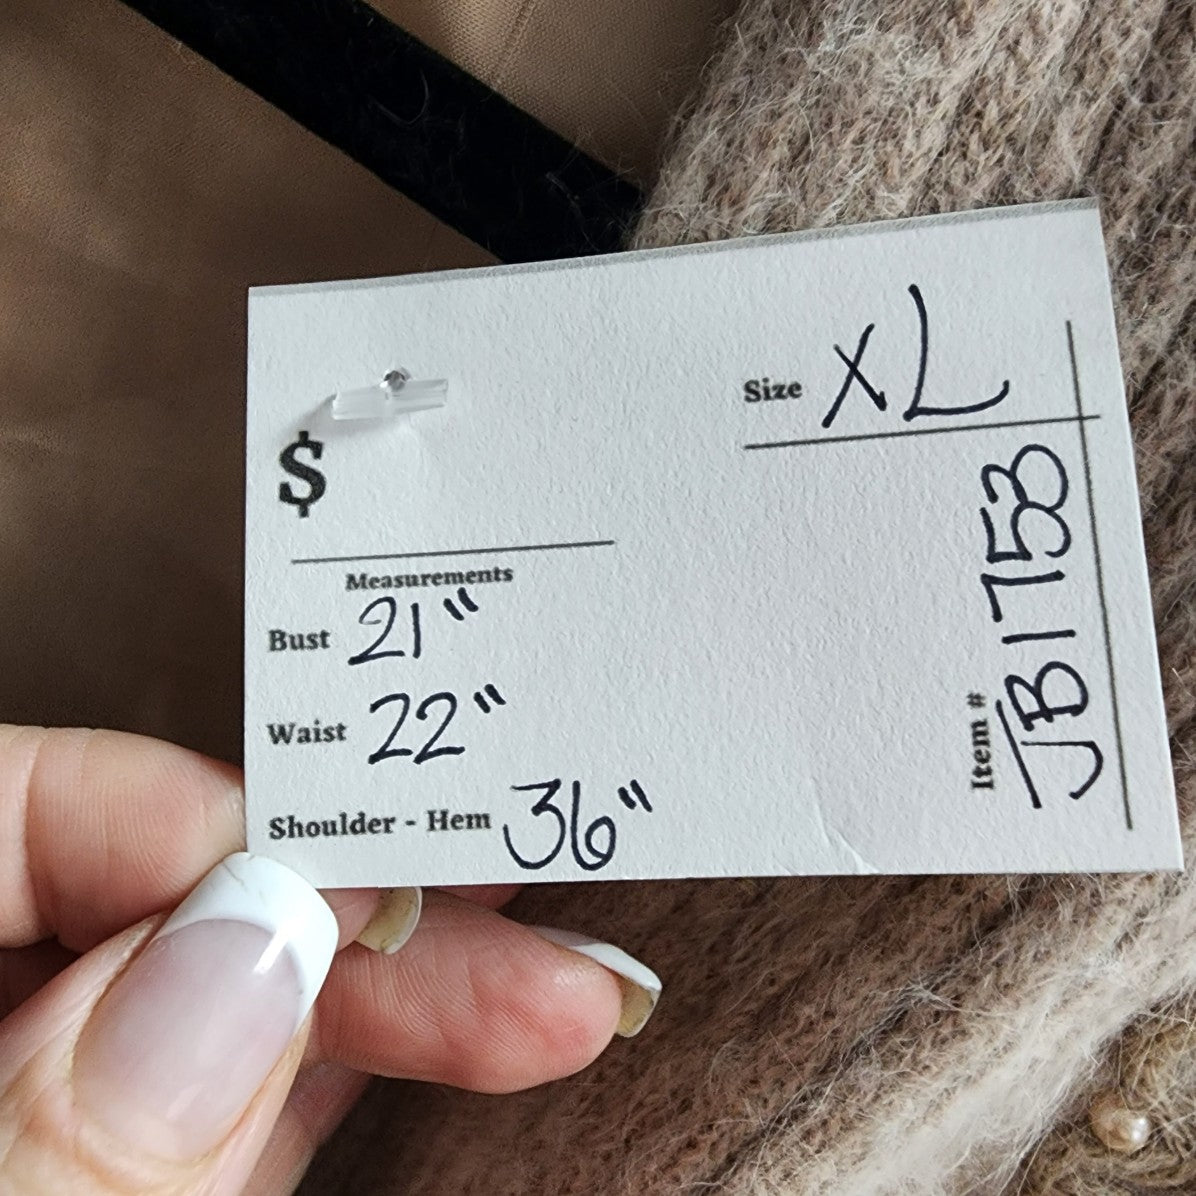 $
Size XL
Measurements
Bust 21"
Waist 22"
Shoulder - Hem 36"
Item # JB1753